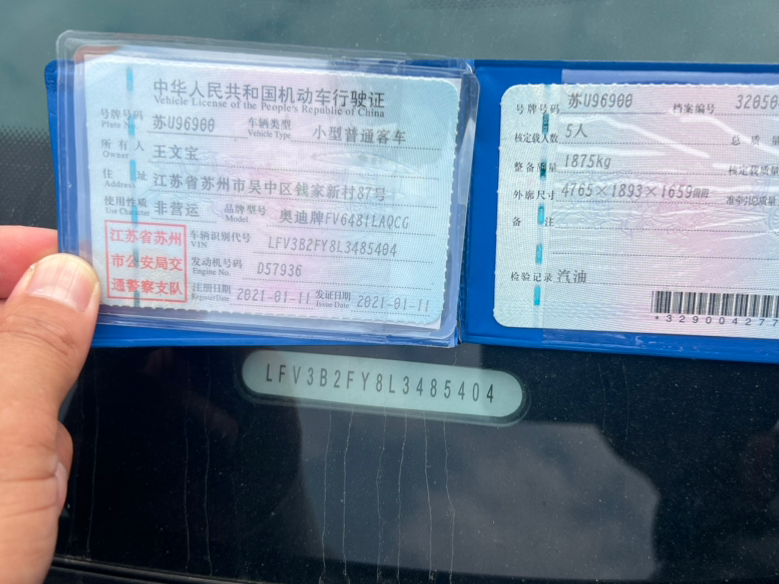 中华人民共和国机动车行驶证
Vehicle License of the People's Republic of China
号牌号码 苏U96900 车辆类型 小型普通客车
Plate No. Vehicle Type
所有人 王文宝
Owner
住址 江苏省苏州市吴中区钱家新村87号
Address
使用性质 非营运 品牌型号 奥迪牌FV6481LAQCG
Use Character Model
江苏省苏州
市公安局交
通警察支队
车辆识别代号 LFV3B2FY8L3485404
VIN
发动机号码 D57936
Engine No.
注册日期 2021-01-11 发证日期 2021-01-11
Register Date Issue Date
号牌号码 苏U96900 档案编号 32050
核定载人数 5人 总质量
整备质量 1875kg 核定载质量
外廓尺寸 4765×1893×1659mm 准牵引总质量
备注
检验记录 汽油
*329004277
LFV3B2FY8L3485404